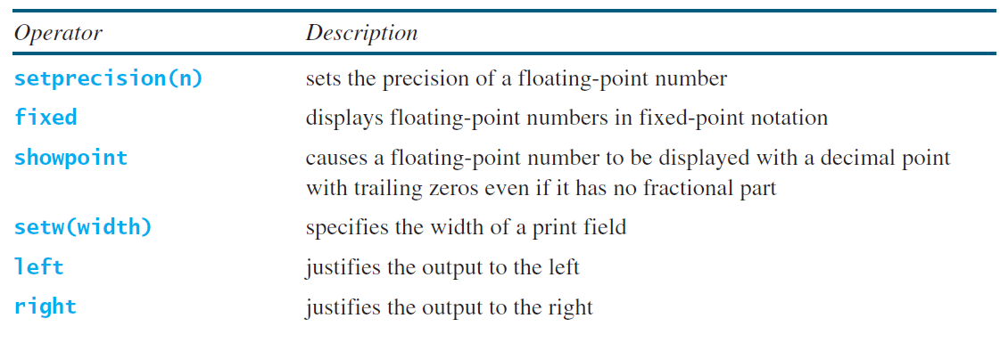 Operator Description
setprecision(n) sets the precision of a floating-point number
fixed displays floating-point numbers in fixed-point notation
showpoint causes a floating-point number to be displayed with a decimal point
with trailing zeros even if it has no fractional part
setw(width) specifies the width of a print field
left justifies the output to the left
right justifies the output to the right